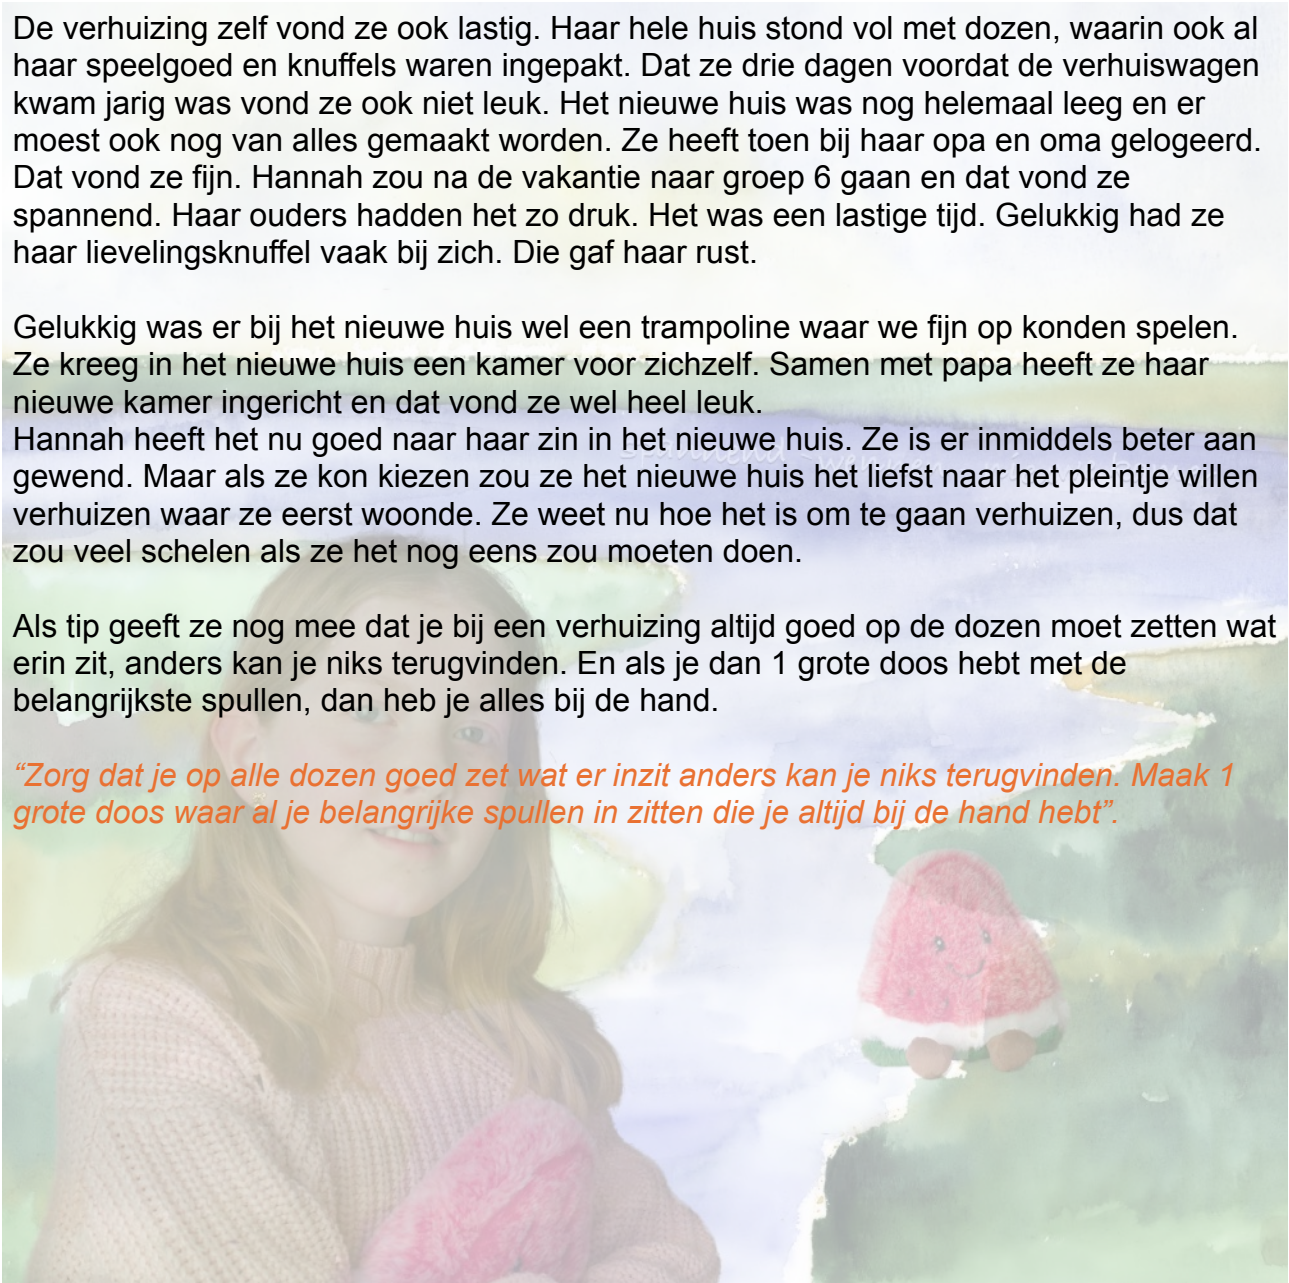 De verhuizing zelf vond ze ook lastig. Haar hele huis stond vol met dozen, waarin ook al
haar speelgoed en knuffels waren ingepakt. Dat ze drie dagen voordat de verhuiswagen
kwam jarig was vond ze ook niet leuk. Het nieuwe huis was nog helemaal leeg en er
moest ook nog van alles gemaakt worden. Ze heeft toen bij haar opa en oma gelogeerd.
Dat vond ze fijn. Hannah zou na de vakantie naar groep 6 gaan en dat vond ze
spannend. Haar ouders hadden het zo druk. Het was een lastige tijd. Gelukkig had ze
haar lievelingsknuffel vaak bij zich. Die gaf haar rust.
Gelukkig was er bij het nieuwe huis wel een trampoline waar we fijn op konden spelen.
Ze kreeg in het nieuwe huis een kamer voor zichzelf. Samen met papa heeft ze haar
nieuwe kamer ingericht en dat vond ze wel heel leuk.
Hannah heeft het nu goed naar haar zin in het nieuwe huis. Ze is er inmiddels beter aan
gewend. Maar als ze kon kiezen zou ze het nieuwe huis het liefst naar het pleintje willen
verhuizen waar ze eerst woonde. Ze weet nu hoe het is om te gaan verhuizen, dus dat
zou veel schelen als ze het nog eens zou moeten doen.
Als tip geeft ze nog mee dat je bij een verhuizing altijd goed op de dozen moet zetten wat
erin zit, anders kan je niks terugvinden. En als je dan 1 grote doos hebt met de
belangrijkste spullen, dan heb je alles bij de hand.
“Zorg dat je op alle dozen goed zet wat er inzit anders kan je niks terugvinden. Maak 1
grote doos waar al je belangrijke spullen in zitten die je altijd bij de hand hebt”.